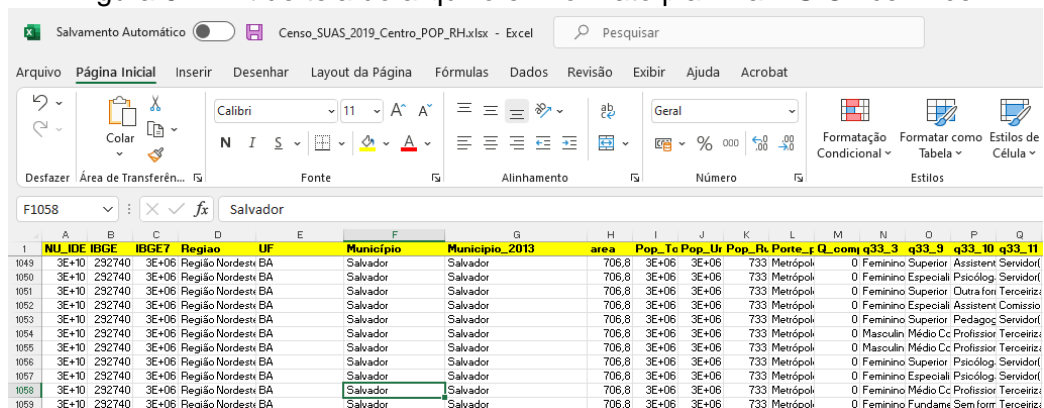 Salvamento Automático Censo_SUAS_2019_Centro_POP_RH.xlsx - Excel Pesquisar
Arquivo Página Inicial Inserir Desenhar Layout da Página Fórmulas Dados Revisão Exibir Ajuda Acrobat
Colar Calibri 11 Geral Formatação Condicional Formatar como Tabela Estilos de Célula
N I S % 000
Desfazer Área de Transferên... Fonte Alinhamento Número Estilos
F1058 fx Salvador
A B C D E F G H I J K L M N O P Q
1 NU_IDE IBGE IBGE7 Regiao UF Município Municipio_2013 area Pop_To Pop_Ur Pop_Ru Porte_p Q_comp q33_3 q33_9 q33_10 q33_11
1049 3E+10 292740 3E+06 Região Nordeste BA Salvador Salvador 706,8 3E+06 3E+06 733 Metrópol 0 Feminino Superior Assistent Servidor(
1050 3E+10 292740 3E+06 Região Nordeste BA Salvador Salvador 706,8 3E+06 3E+06 733 Metrópol 0 Feminino Especiali Psicólog Servidor(
1051 3E+10 292740 3E+06 Região Nordeste BA Salvador Salvador 706,8 3E+06 3E+06 733 Metrópol 0 Feminino Superior Outra for Terceiriza
1052 3E+10 292740 3E+06 Região Nordeste BA Salvador Salvador 706,8 3E+06 3E+06 733 Metrópol 0 Feminino Especiali Assistent Comissio
1053 3E+10 292740 3E+06 Região Nordeste BA Salvador Salvador 706,8 3E+06 3E+06 733 Metrópol 0 Feminino Superior Pedagog Servidor(
1054 3E+10 292740 3E+06 Região Nordeste BA Salvador Salvador 706,8 3E+06 3E+06 733 Metrópol 0 Masculin Médio Co Profission Terceiriza
1055 3E+10 292740 3E+06 Região Nordeste BA Salvador Salvador 706,8 3E+06 3E+06 733 Metrópol 0 Masculin Médio Co Profission Terceiriza
1056 3E+10 292740 3E+06 Região Nordeste BA Salvador Salvador 706,8 3E+06 3E+06 733 Metrópol 0 Feminino Superior Psicólog Servidor(
1057 3E+10 292740 3E+06 Região Nordeste BA Salvador Salvador 706,8 3E+06 3E+06 733 Metrópol 0 Feminino Especiali Psicólog Servidor(
1058 3E+10 292740 3E+06 Região Nordeste BA Salvador Salvador 706,8 3E+06 3E+06 733 Metrópol 0 Feminino Médio Co Profission Terceiriza
1059 3E+10 292740 3E+06 Região Nordeste BA Salvador Salvador 706,8 3E+06 3E+06 733 Metrópol 0 Feminino Fundame Sem form Terceiriza